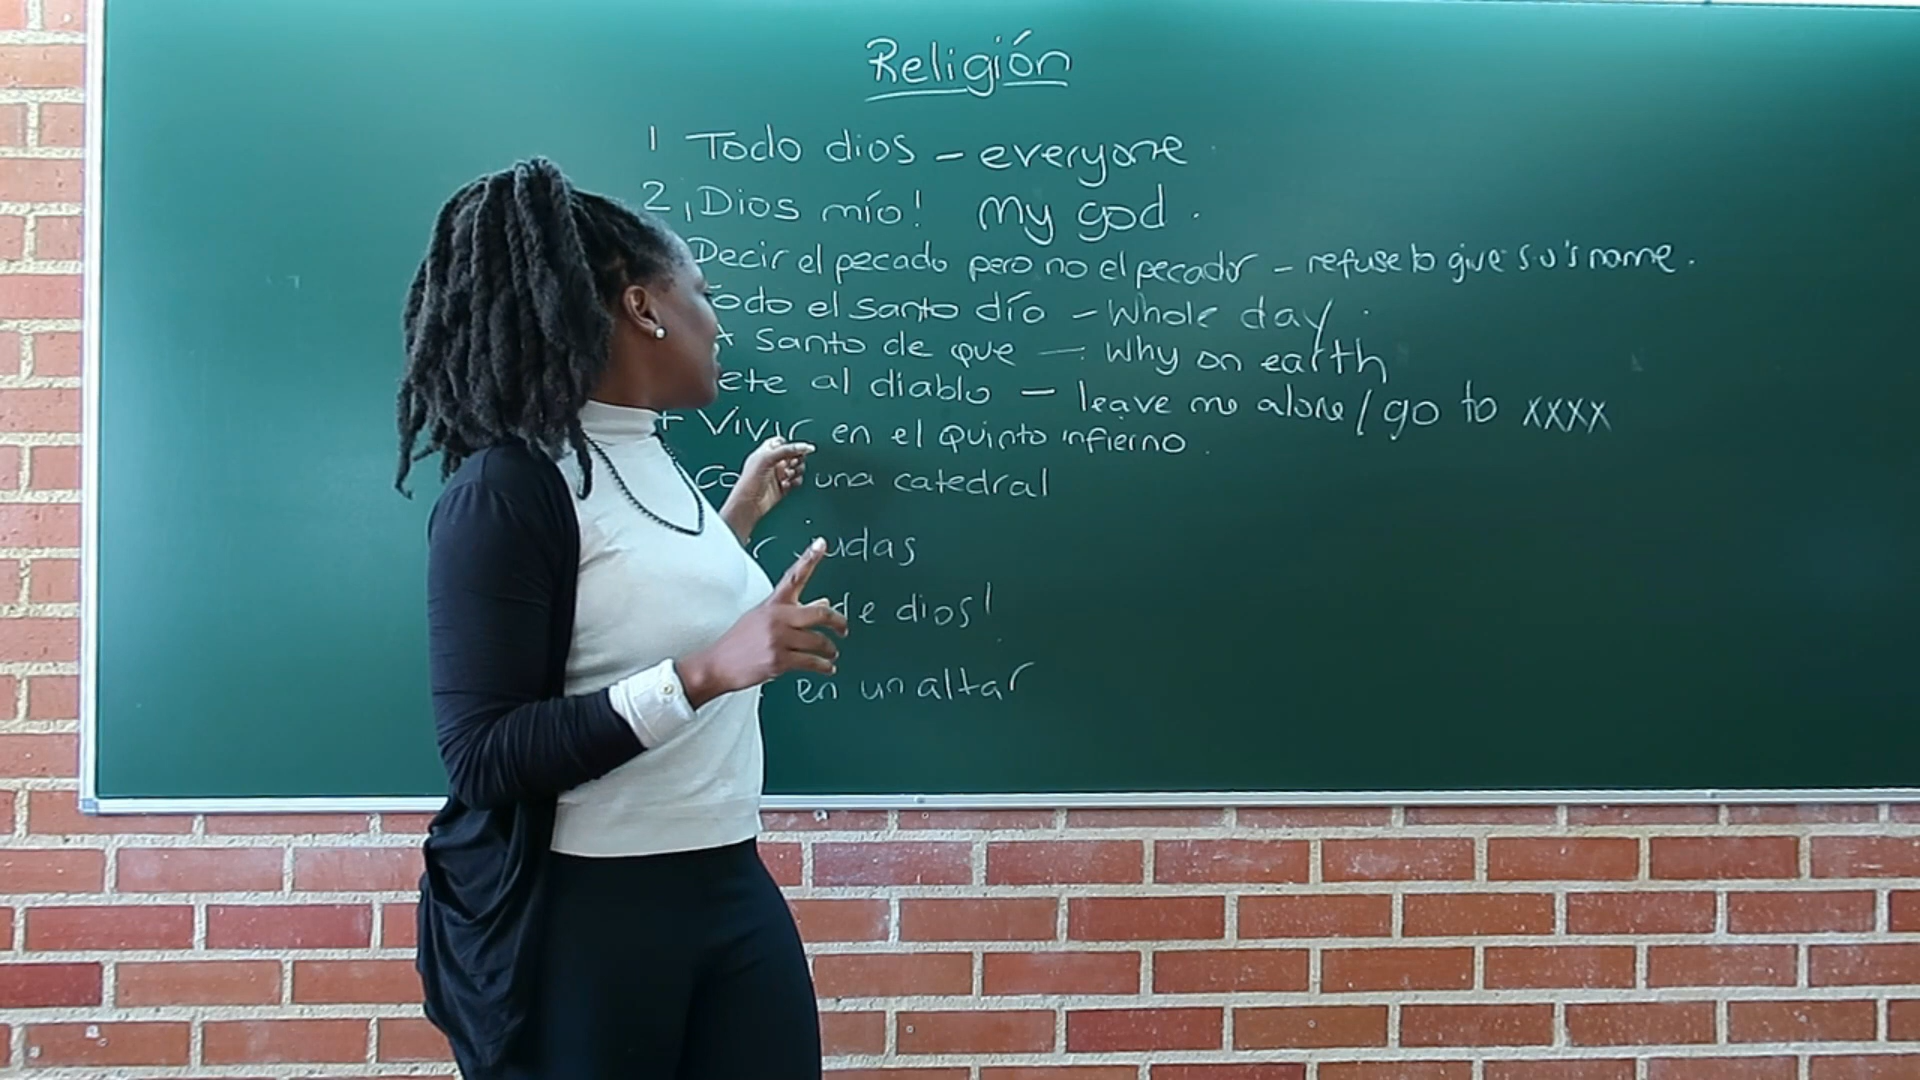 Religión
1 Todo dios - everyone
2 ¡Dios mío! My god.
Decir el pecado pero no el pecador - refuse to give s.o's name.
odo el santo día - Whole day.
Santo de que - Why on earth
ete al diablo - leave me alone / go to xxxx
+ Vivir en el quinto infierno.
una catedral
judas
de dios!
en un altar